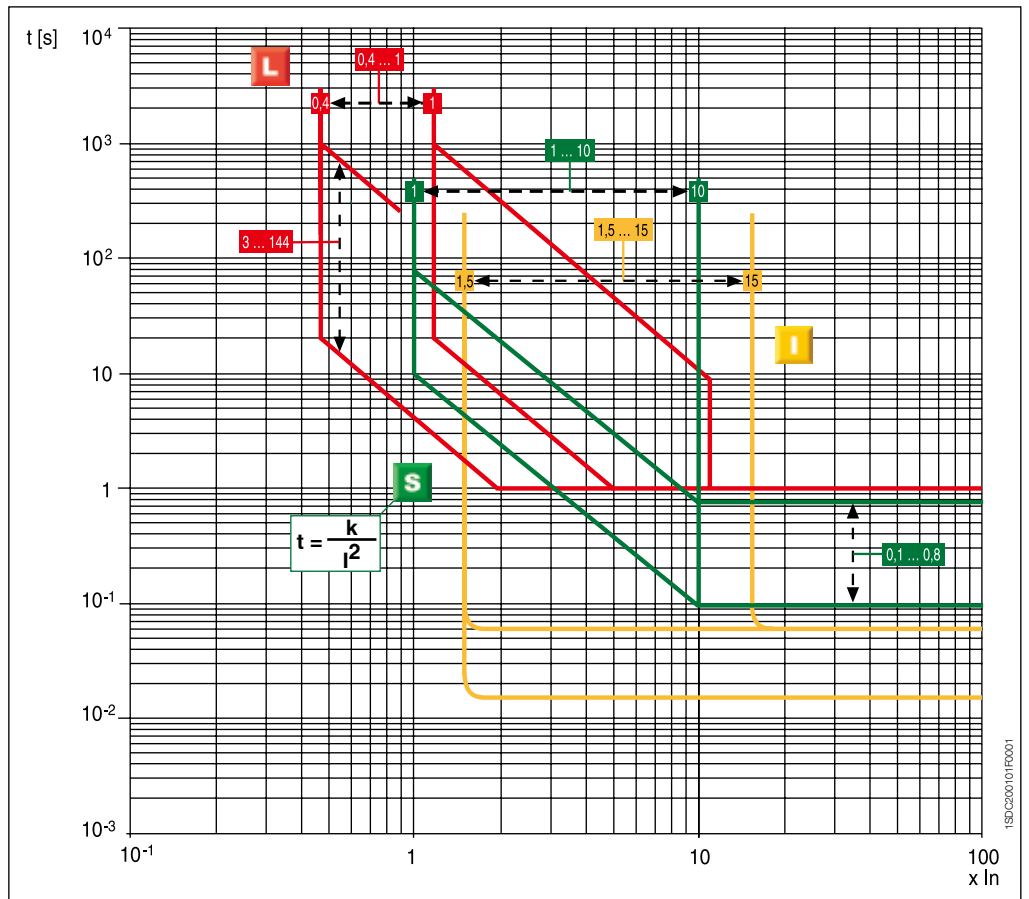 t [s]
10⁴
L
0,4 ... 1
0,4
1
10³
1 ... 10
1
10
3 ... 144
1,5 ... 15
10²
1,5
15
I
10
S
1
t = k / I²
0,1 ... 0,8
10⁻¹
10⁻²
10⁻³
10⁻¹
1
10
100
x In
1SDC200101F0001